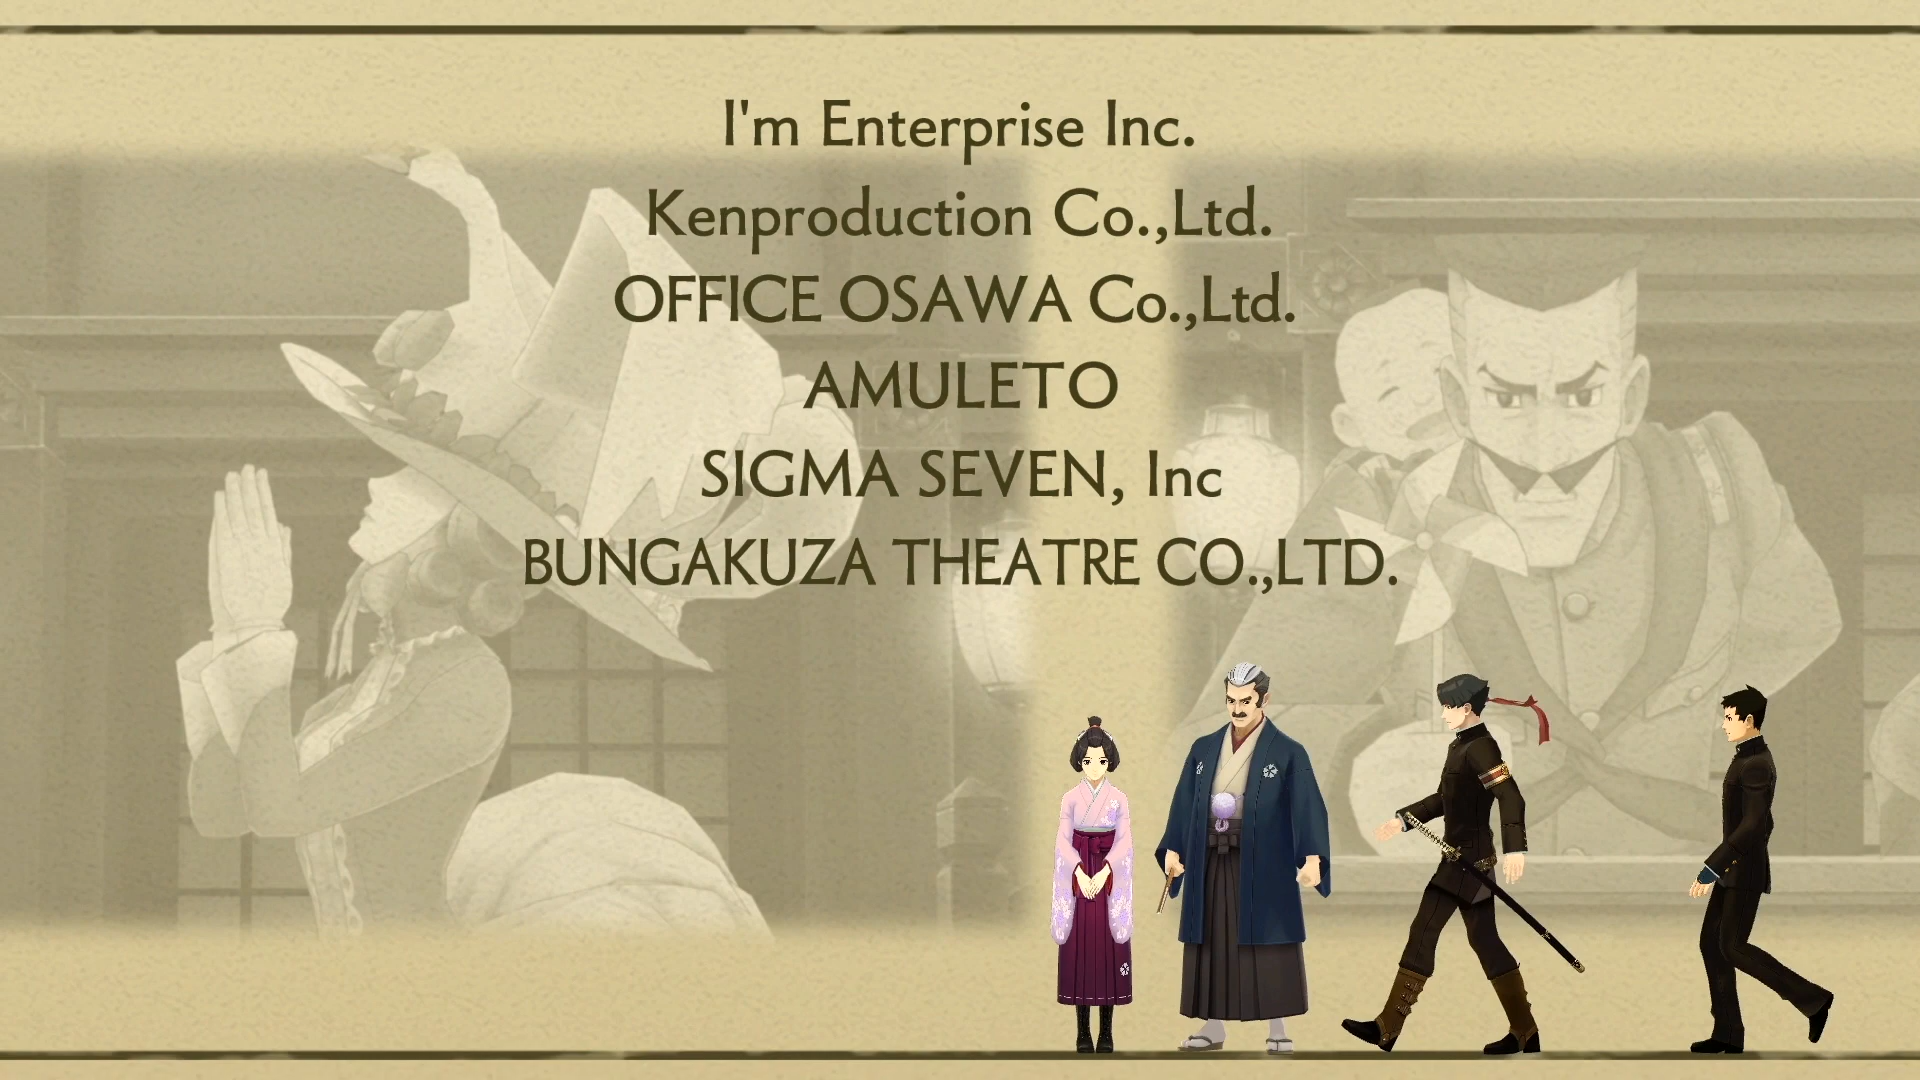 I'm Enterprise Inc.
Kenproduction Co.,Ltd.
OFFICE OSAWA Co.,Ltd.
AMULETO
SIGMA SEVEN, Inc
BUNGAKUZA THEATRE CO.,LTD.